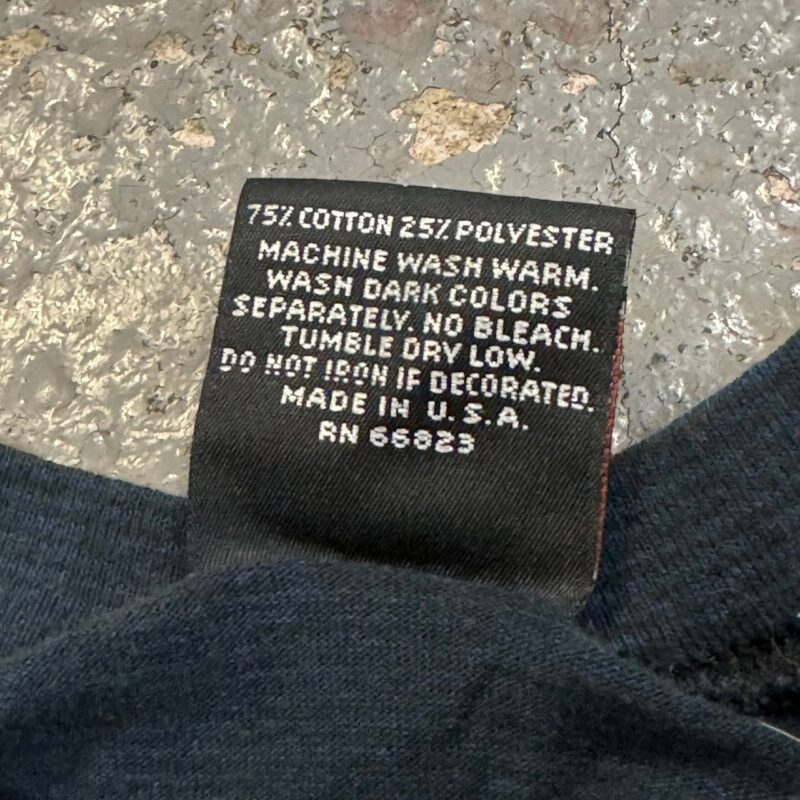 75% COTTON 25% POLYESTER
MACHINE WASH WARM.
WASH DARK COLORS
SEPARATELY. NO BLEACH.
TUMBLE DRY LOW.
DO NOT IRON IF DECORATED.
MADE IN U.S.A.
RN 66823